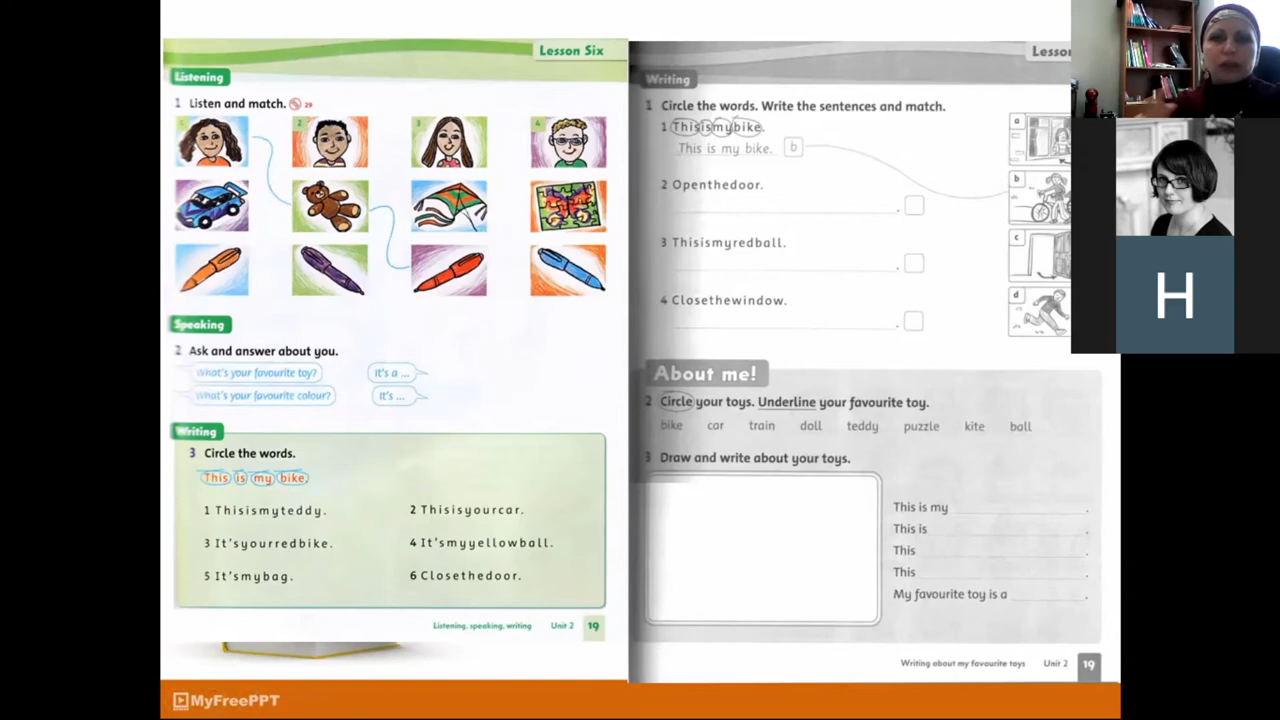 Lesson Six
Listening
1 Listen and match. 29
1 2 3 4
Speaking
2 Ask and answer about you.
What's your favourite toy? It's a ...
What's your favourite colour? It's ...
Writing
3 Circle the words.
This is my bike.
1 Thisismyteddy. 2 Thisisyourcar.
3 It'syourredbike. 4 It'smyyellowball.
5 It'smybag. 6 Closethedoor.
Listening, speaking, writing Unit 2 19
MyFreePPT
Lesso
Writing
1 Circle the words. Write the sentences and match.
1 Thisismybike.
This is my bike. b
2 Openthedoor.
.
3 Thisismyredball.
.
4 Closethewindow.
.
a
b
c
d
About me!
2 Circle your toys. Underline your favourite toy.
bike car train doll teddy puzzle kite ball
3 Draw and write about your toys.
This is my .
This is .
This .
This .
My favourite toy is a .
Writing about my favourite toys Unit 2 19
H